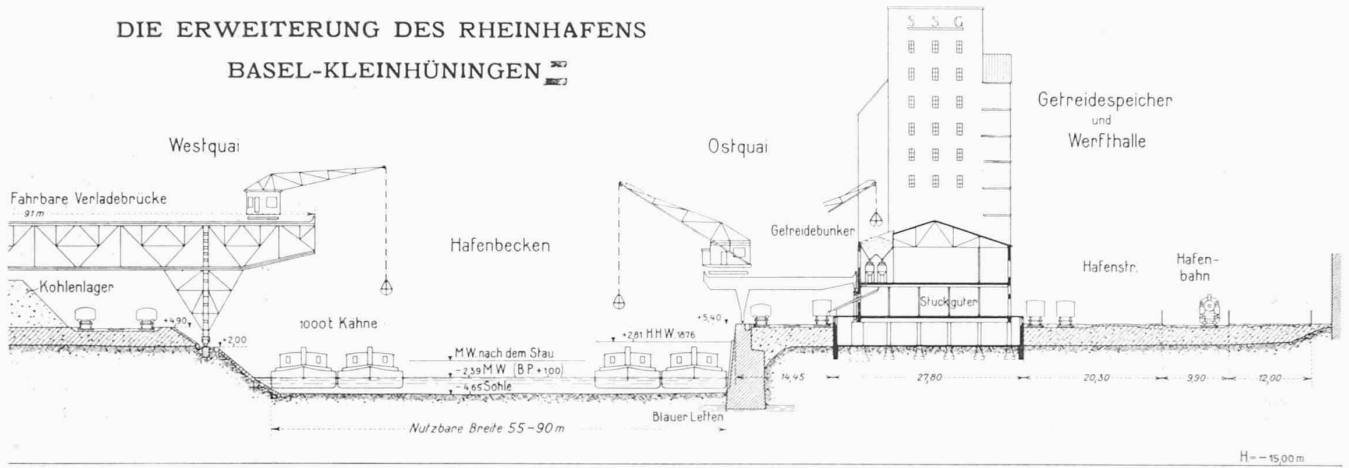 DIE ERWEITERUNG DES RHEINHAFENS
BASEL-KLEINHÜNINGEN
S S G
Getreidespeicher
und
Werfthalle
Westquai
Ostquai
Fahrbare Verladebrücke
91 m
Hafenbecken
Getreidebunker
Hafenstr.
Hafen-
bahn
Kohlenlager
Stückgüter
1000 t Kähne
+4,90
+5,40
+2,00
+2,81 H.H.W. 1876
M.W. nach dem Stau
-2,39 M.W. (B.P. + 1,00)
-4,65 Sohle
14,45
27,80
20,30
9,90
12,00
Blauer Letten
Nutzbare Breite 55-90 m
H = -15,00 m